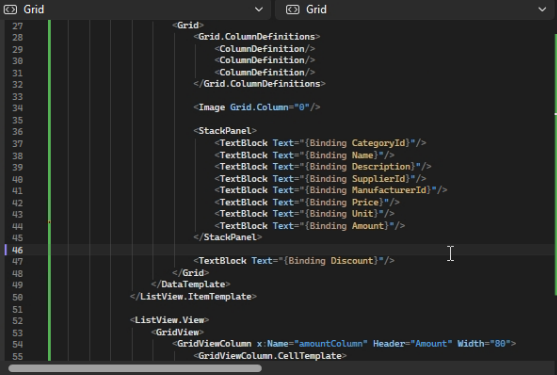 Grid Grid
27 <Grid>
28 <Grid.ColumnDefinitions>
29 <ColumnDefinition/>
30 <ColumnDefinition/>
31 <ColumnDefinition/>
32 </Grid.ColumnDefinitions>
33
34 <Image Grid.Column="0"/>
35
36 <StackPanel>
37 <TextBlock Text="{Binding CategoryId}"/>
38 <TextBlock Text="{Binding Name}"/>
39 <TextBlock Text="{Binding Description}"/>
40 <TextBlock Text="{Binding SupplierId}"/>
41 <TextBlock Text="{Binding ManufacturerId}"/>
42 <TextBlock Text="{Binding Price}"/>
43 <TextBlock Text="{Binding Unit}"/>
44 <TextBlock Text="{Binding Amount}"/>
45 </StackPanel>
46
47 <TextBlock Text="{Binding Discount}"/>
48 </Grid>
49 </DataTemplate>
50 </ListView.ItemTemplate>
51
52 <ListView.View>
53 <GridView>
54 <GridViewColumn x:Name="amountColumn" Header="Amount" Width="80">
55 <GridViewColumn.CellTemplate>